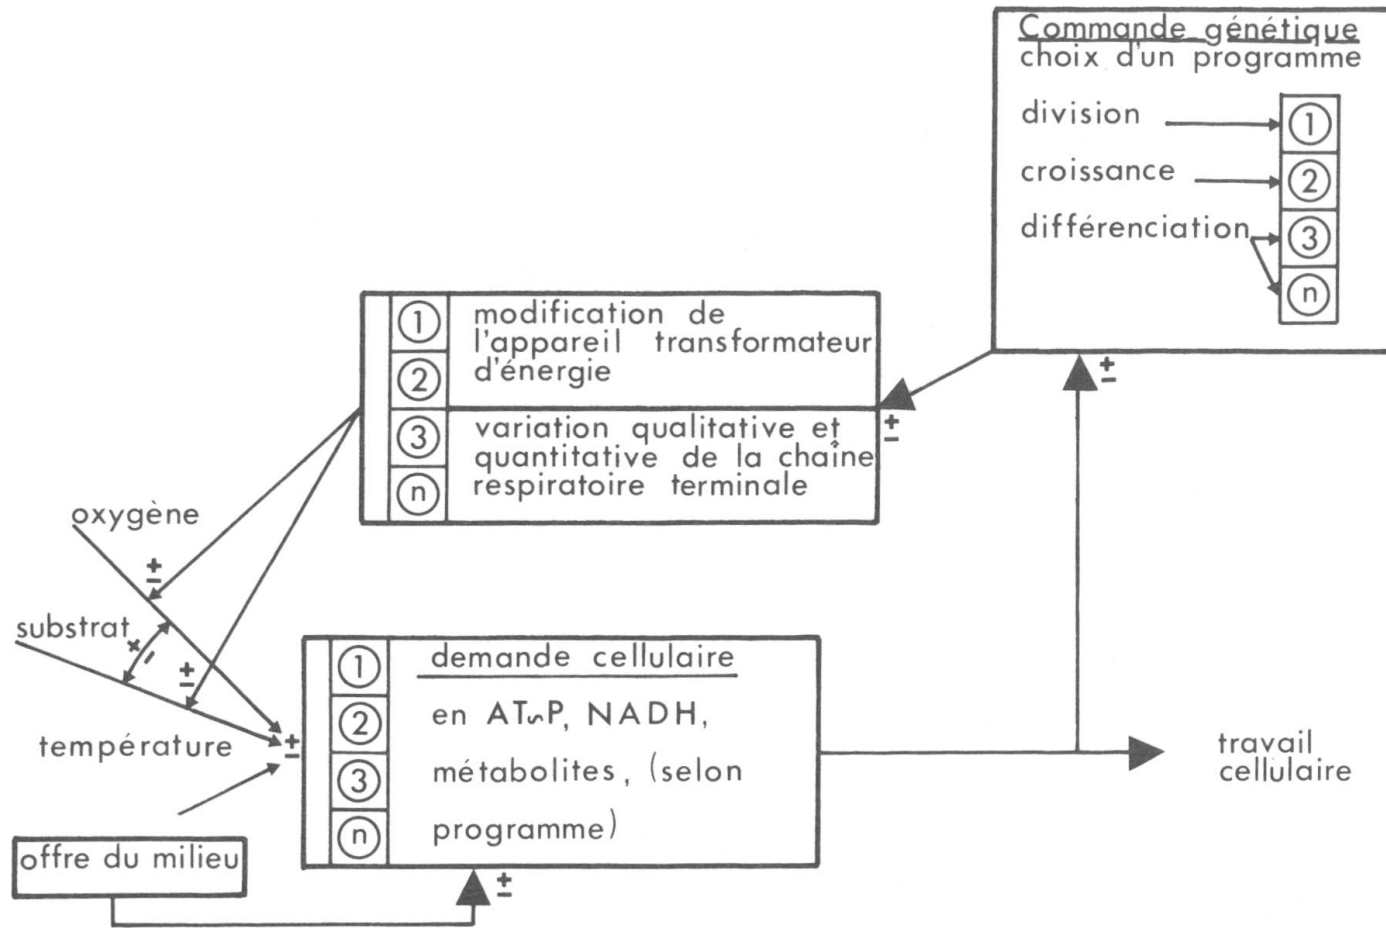 Commande génétique
choix d'un programme
division
①
croissance
②
différenciation
③
ⓝ
①
modification de
l'appareil transformateur
②
d'énergie
③
variation qualitative et
quantitative de la chaîne
ⓝ
respiratoire terminale
±
±
oxygène
±
substrat
+
-
±
température
±
offre du milieu
①
demande cellulaire
②
en AT~P, NADH,
③
métabolites, (selon
ⓝ
programme)
±
travail
cellulaire